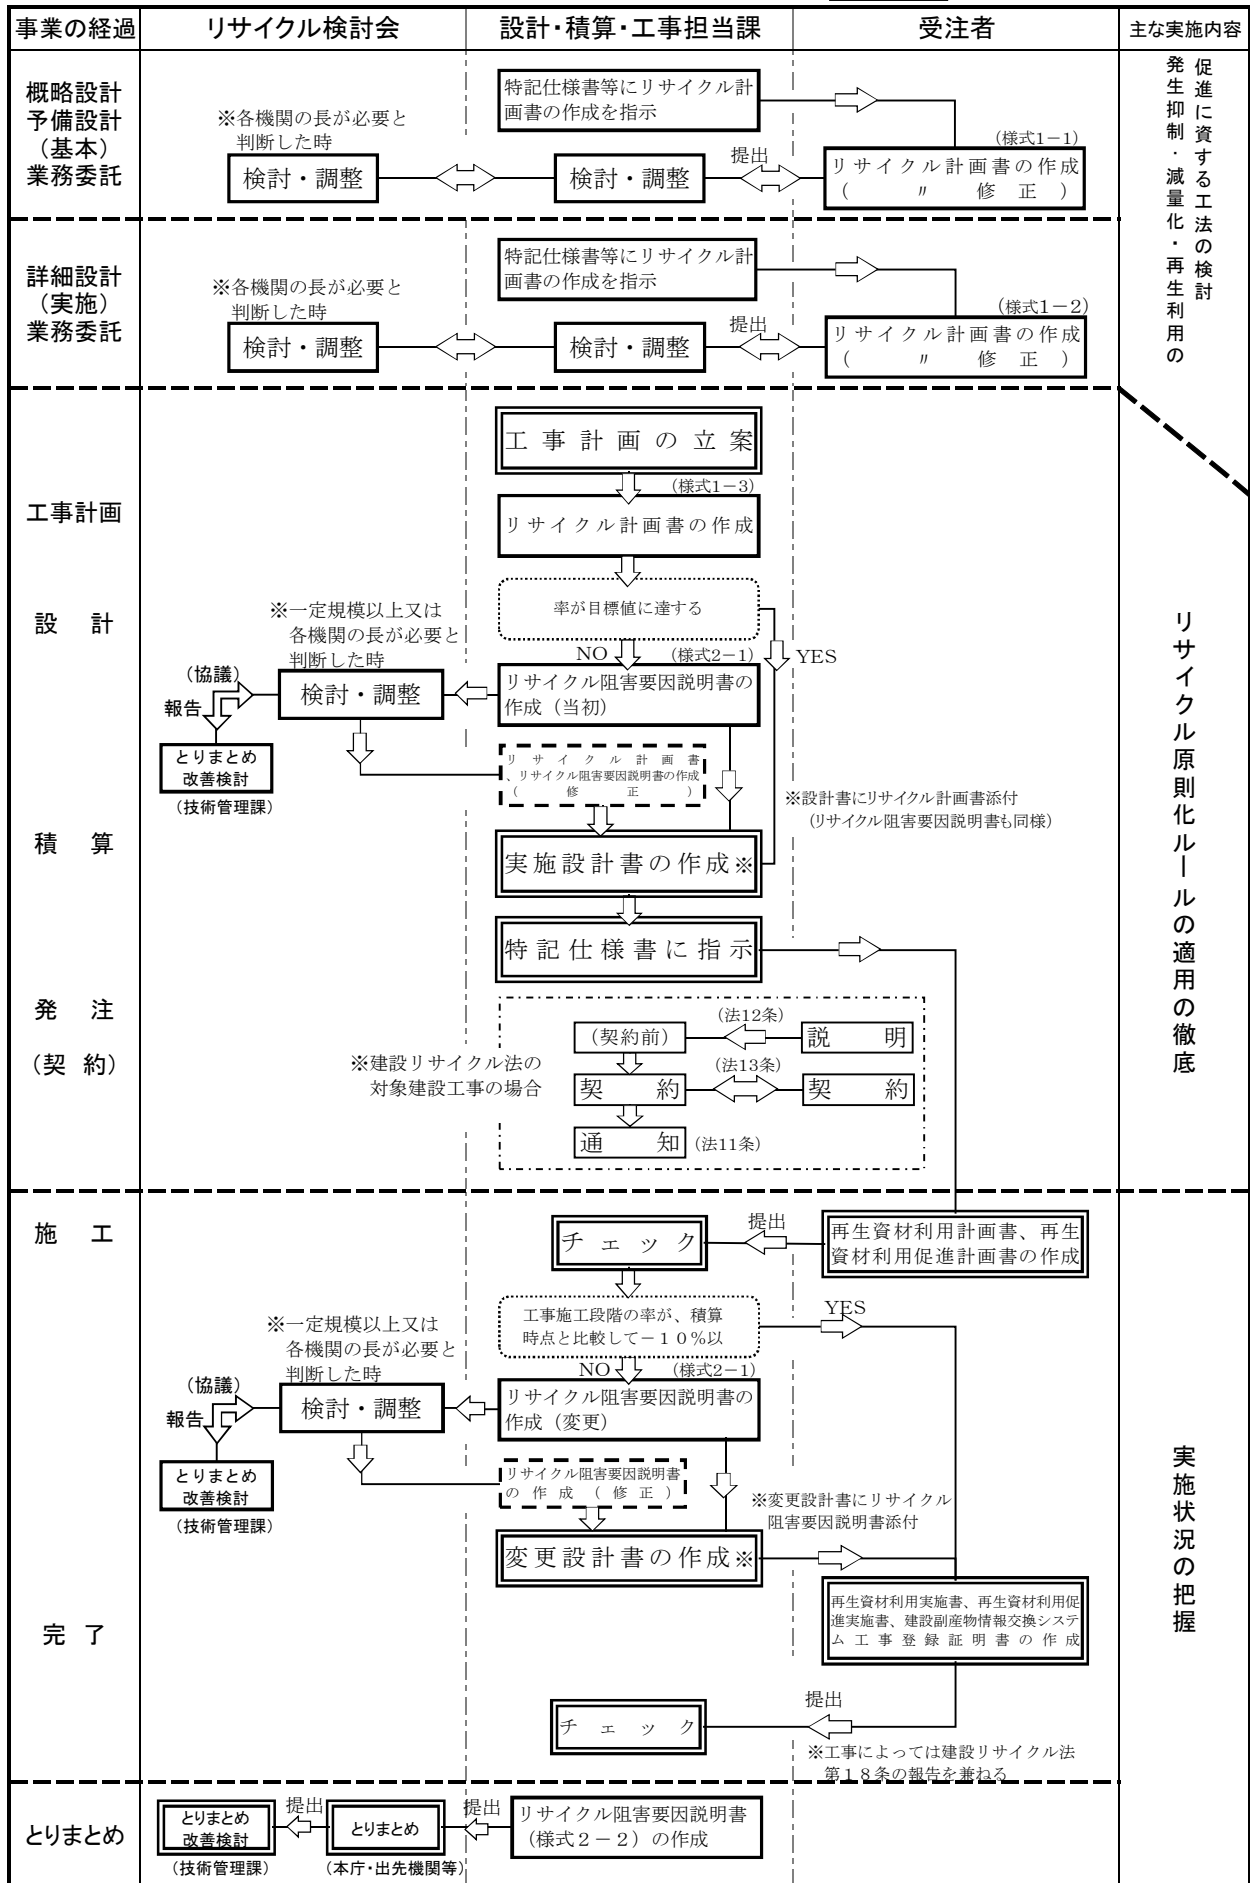 事業の経過
リサイクル検討会
設計・積算・工事担当課
受注者
主な実施内容
概略設計
予備設計
（基本）
業務委託
※各機関の長が必要と
判断した時
検討・調整
特記仕様書等にリサイクル計
画書の作成を指示
検討・調整
提出
(様式1－1)
リサイクル計画書の作成
(　〃　修　正　)
発生抑制・減量化・再生利用の
促進に資する工法の検討
詳細設計
（実施）
業務委託
※各機関の長が必要と
判断した時
検討・調整
特記仕様書等にリサイクル計
画書の作成を指示
検討・調整
提出
(様式1－2)
リサイクル計画書の作成
(　〃　修　正　)
工事計画
工事計画の立案
(様式1－3)
リサイクル計画書の作成
率が目標値に達する
設　計
NO
(様式2－1)
YES
リサイクル阻害要因説明書の
作成（当初）
※一定規模以上又は
各機関の長が必要と
判断した時
検討・調整
（協議）
報告
とりまとめ
改善検討
（技術管理課）
リサイクル計画書
、リサイクル阻害要因説明書の作成
(　修　正　)
※設計書にリサイクル計画書添付
（リサイクル阻害要因説明書も同様）
積　算
実施設計書の作成※
特記仕様書に指示
リサイクル原則化ルールの適用の徹底
発　注
（契　約）
※建設リサイクル法の
対象建設工事の場合
（契約前）
(法12条)
説　明
契　約
(法13条)
契　約
通　知
(法11条)
施　工
チェック
提出
再生資材利用計画書、再生
資材利用促進計画書の作成
工事施工段階の率が、積算
時点と比較して－１０％以
YES
NO
(様式2－1)
リサイクル阻害要因説明書の
作成（変更）
※一定規模以上又は
各機関の長が必要と
判断した時
検討・調整
（協議）
報告
とりまとめ
改善検討
（技術管理課）
リサイクル阻害要因説明書
の作成（修正）
※変更設計書にリサイクル
阻害要因説明書添付
変更設計書の作成※
実施状況の把握
完　了
再生資材利用実施書、再生資材利用促
進実施書、建設副産物情報交換システ
ム工事登録証明書の作成
提出
チェック
※工事によっては建設リサイクル法
第１８条の報告を兼ねる
とりまとめ
とりまとめ
改善検討
（技術管理課）
提出
とりまとめ
（本庁・出先機関等）
提出
リサイクル阻害要因説明書
（様式２－２）の作成